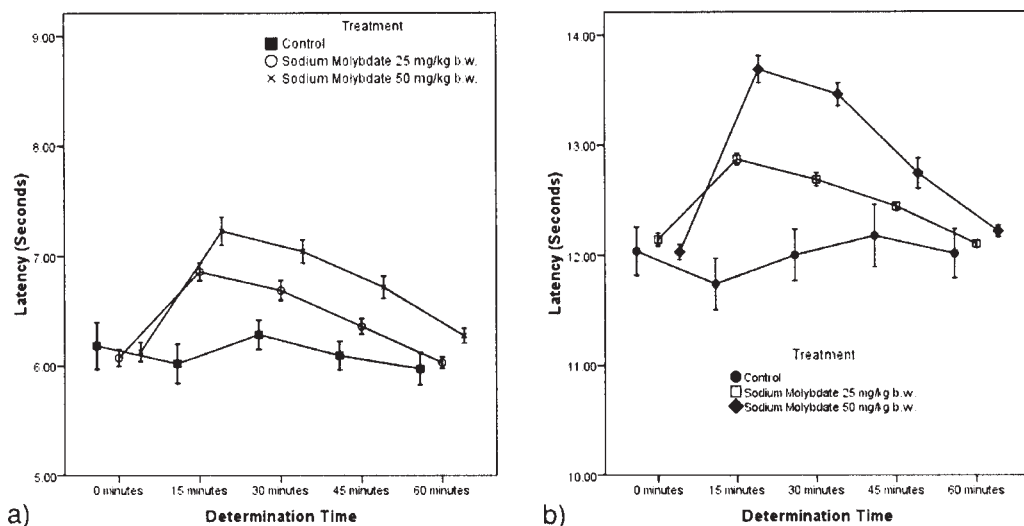 Treatment
Control
Sodium Molybdate 25 mg/kg b.w.
Sodium Molybdate 50 mg/kg b.w.
9.00
8.00
7.00
6.00
5.00
Latency (Seconds)
0 minutes 15 minutes 30 minutes 45 minutes 60 minutes
Determination Time
a)
14.00
13.00
12.00
11.00
10.00
Latency (Seconds)
Treatment
Control
Sodium Molybdate 25 mg/kg b.w.
Sodium Molybdate 50 mg/kg b.w.
0 minutes 15 minutes 30 minutes 45 minutes 60 minutes
Determination Time
b)